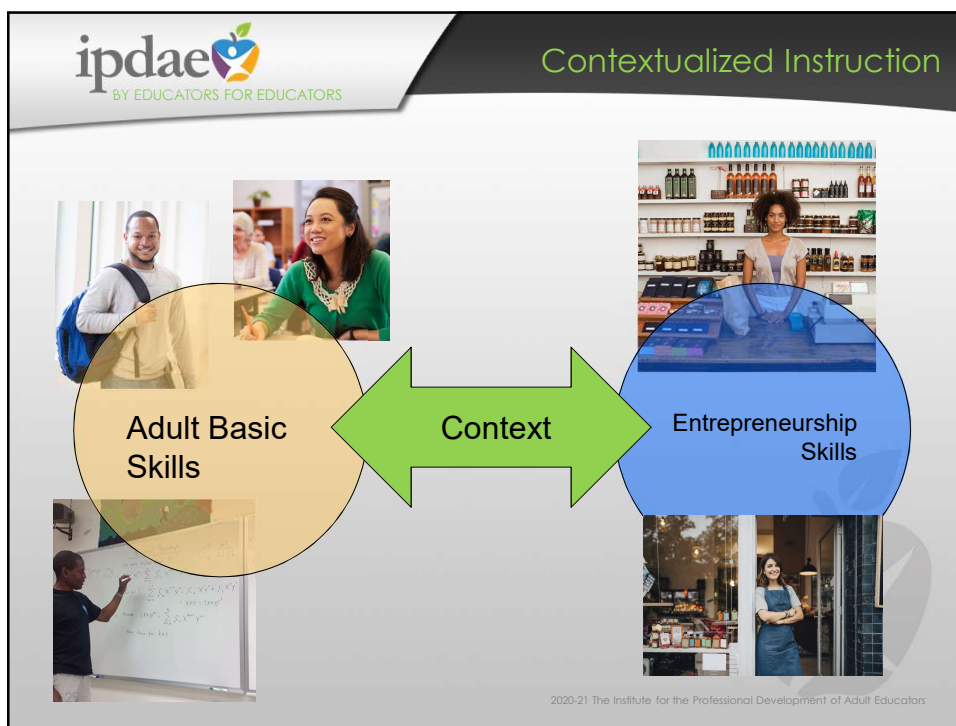 ipdae
BY EDUCATORS FOR EDUCATORS
Contextualized Instruction
Adult Basic
Skills
Context
Entrepreneurship
Skills
2020-21 The Institute for the Professional Development of Adult Educators